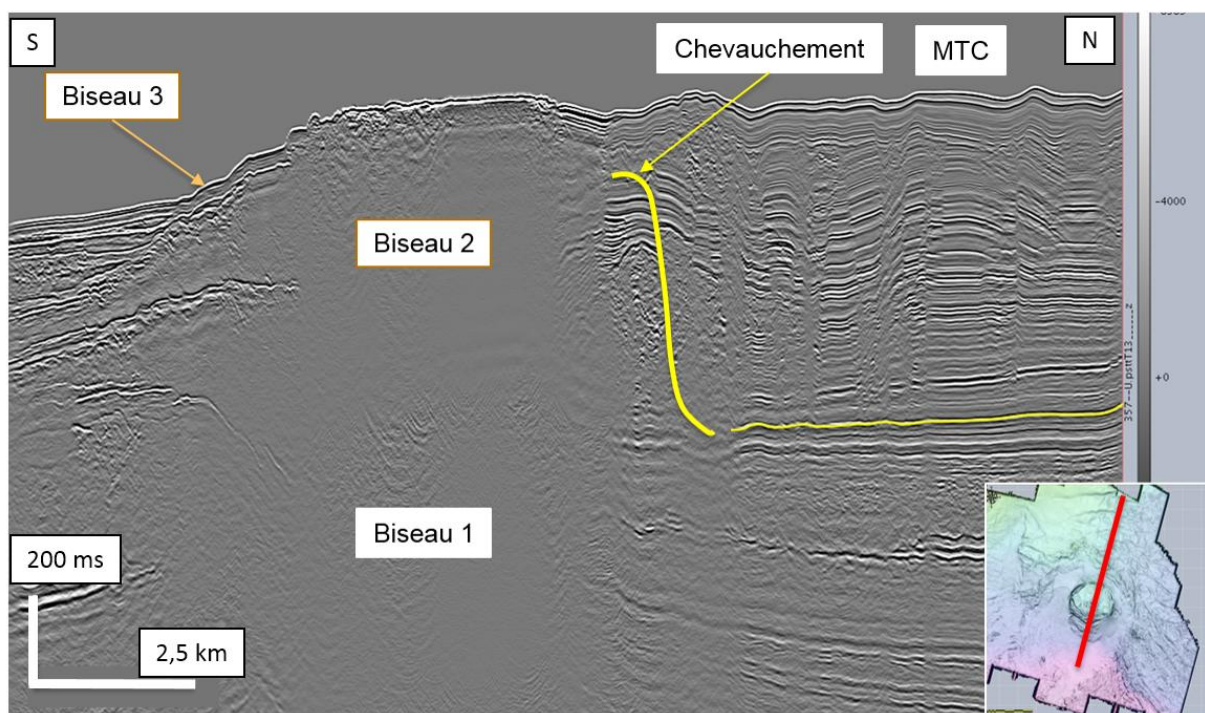 S
N
Chevauchement
MTC
Biseau 3
-4000
Biseau 2
+0
Biseau 1
200 ms
2,5 km